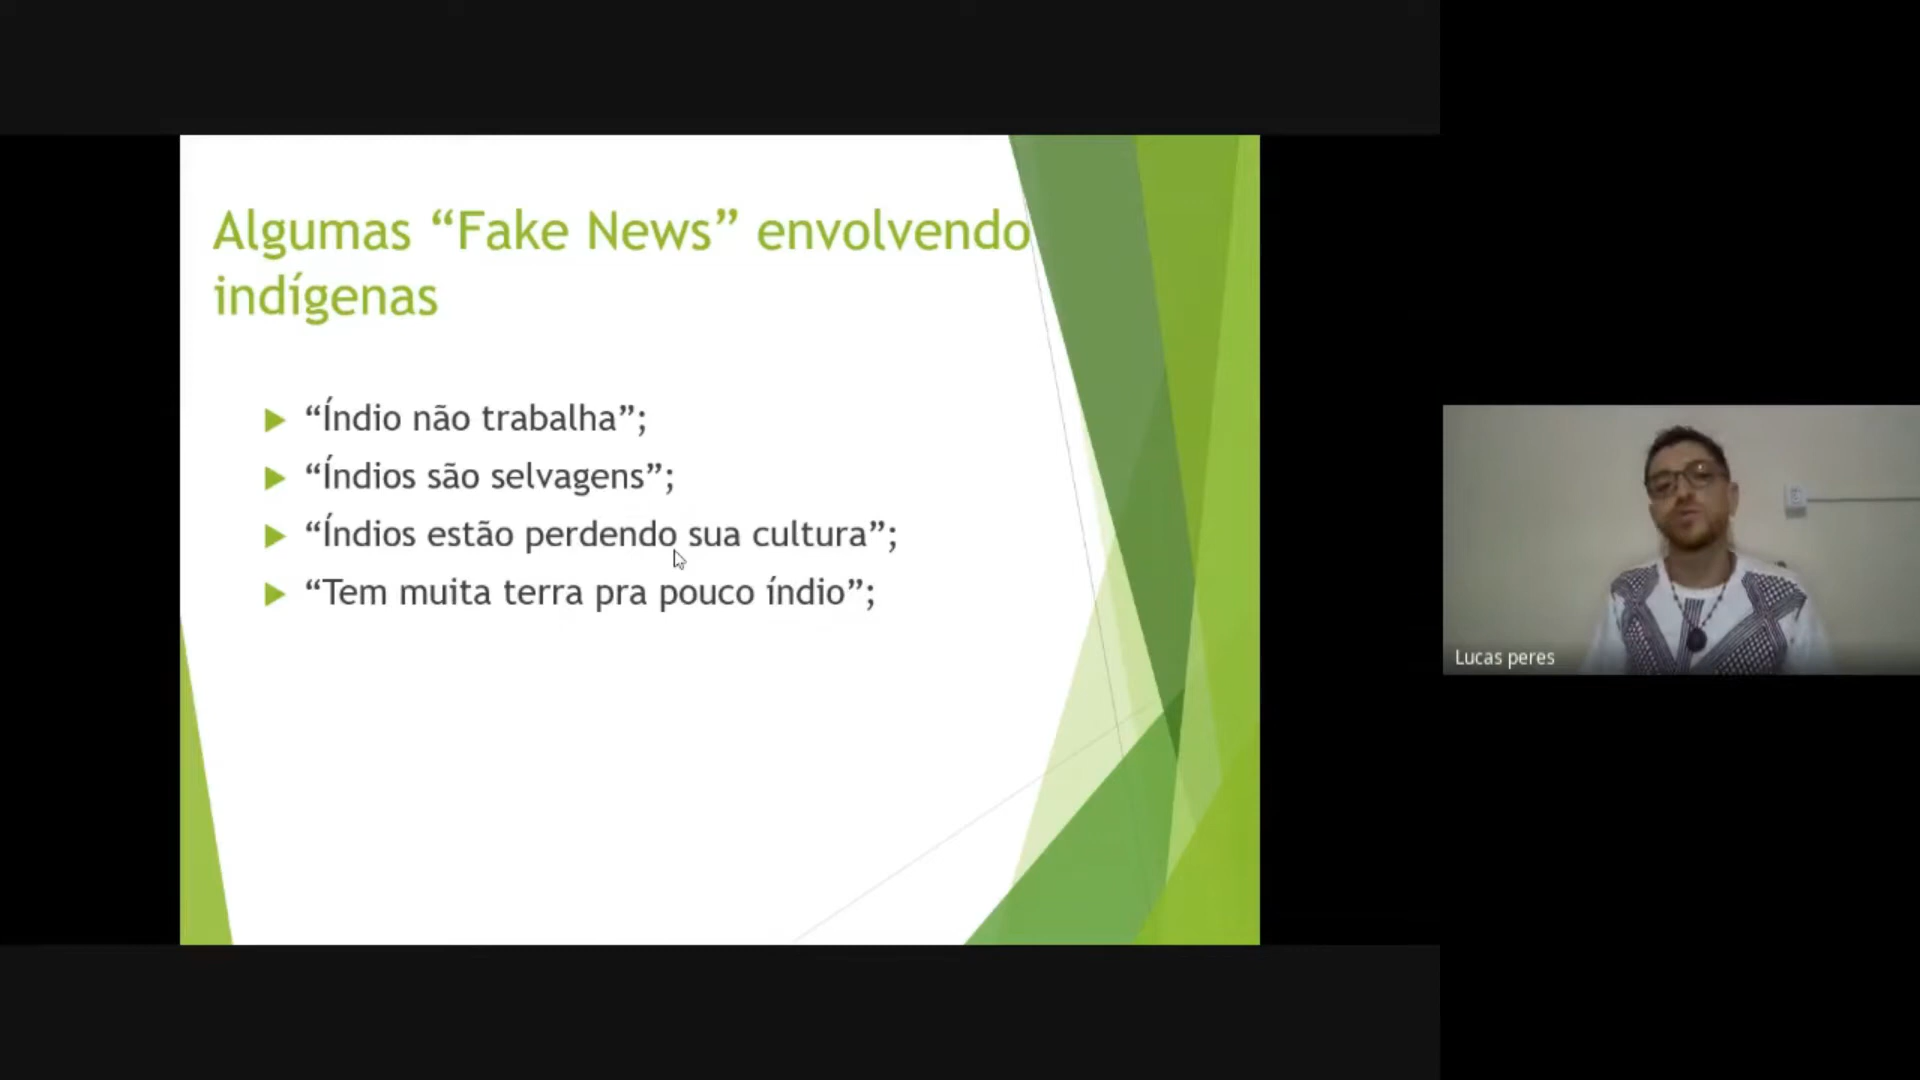 Algumas “Fake News” envolvendo
indígenas
“Índio não trabalha”;
“Índios são selvagens”;
“Índios estão perdendo sua cultura”;
“Tem muita terra pra pouco índio”;
Lucas peres